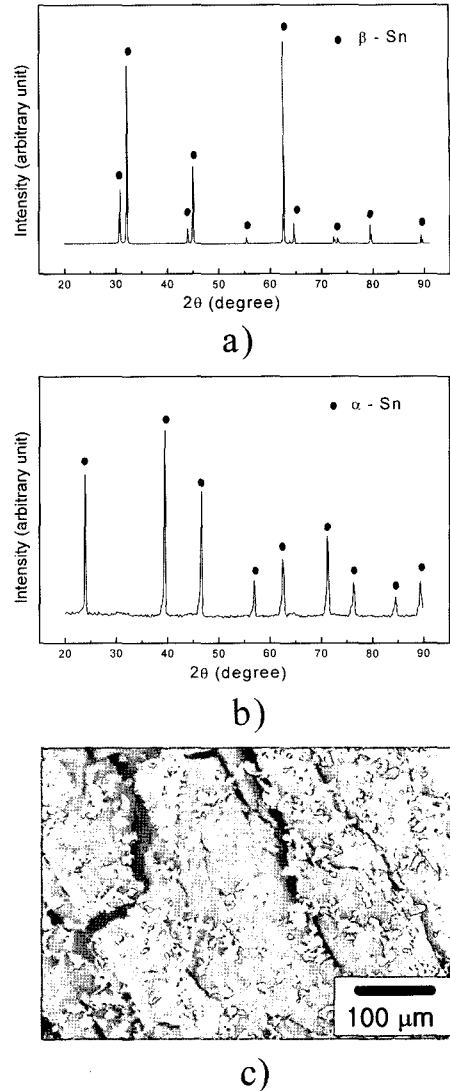 Intensity (arbitrary unit)
β - Sn
20 30 40 50 60 70 80 90
2θ (degree)
a)
Intensity (arbitrary unit)
α - Sn
20 30 40 50 60 70 80 90
2θ (degree)
b)
100 μm
c)